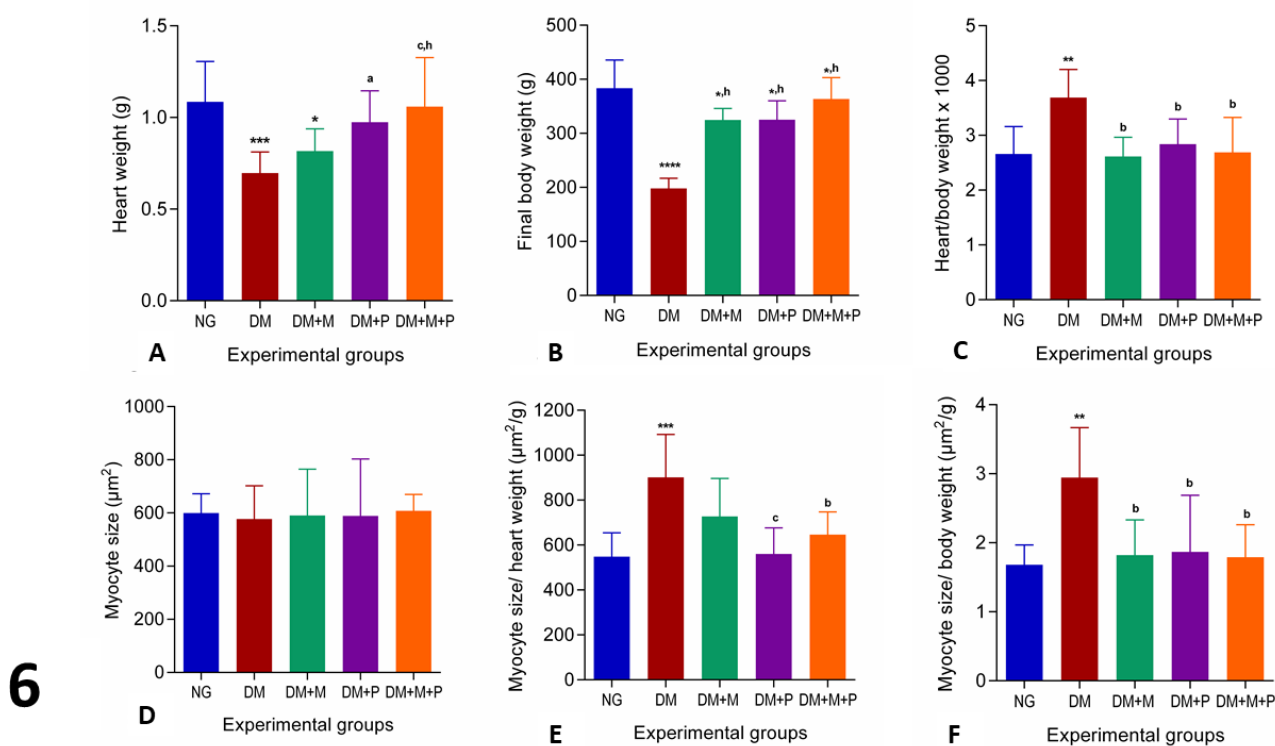 Heart weight (g)
1.5
1.0
0.5
0.0
***
*
a
c,h
NG DM DM+M DM+P DM+M+P
A
Experimental groups
Final body weight (g)
500
400
300
200
100
0
****
*,h
*,h
*,h
NG DM DM+M DM+P DM+M+P
B
Experimental groups
Heart/body weight x 1000
5
4
3
2
1
0
**
b
b
b
NG DM DM+M DM+P DM+M+P
C
Experimental groups
Myocyte size (µm²)
1000
800
600
400
200
0
NG DM DM+M DM+P DM+M+P
D
Experimental groups
Myocyte size/ heart weight (µm²/g)
1200
1000
800
600
400
200
0
***
c
b
NG DM DM+M DM+P DM+M+P
E
Experimental groups
Myocyte size/ body weight (µm²/g)
4
3
2
1
0
**
b
b
b
NG DM DM+M DM+P DM+M+P
F
Experimental groups
6